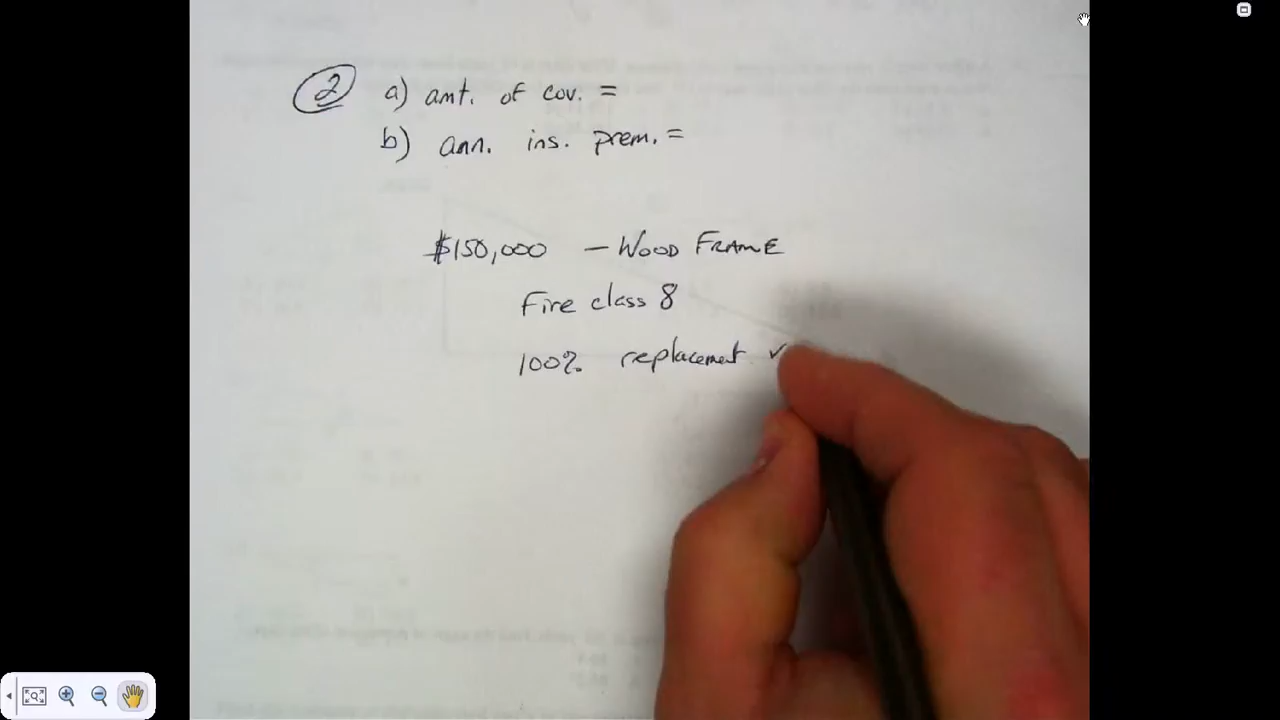 2 a) amt. of cov. =
b) ann. ins. prem. =
$150,000 – WOOD FRAME
Fire class 8
100% replacement